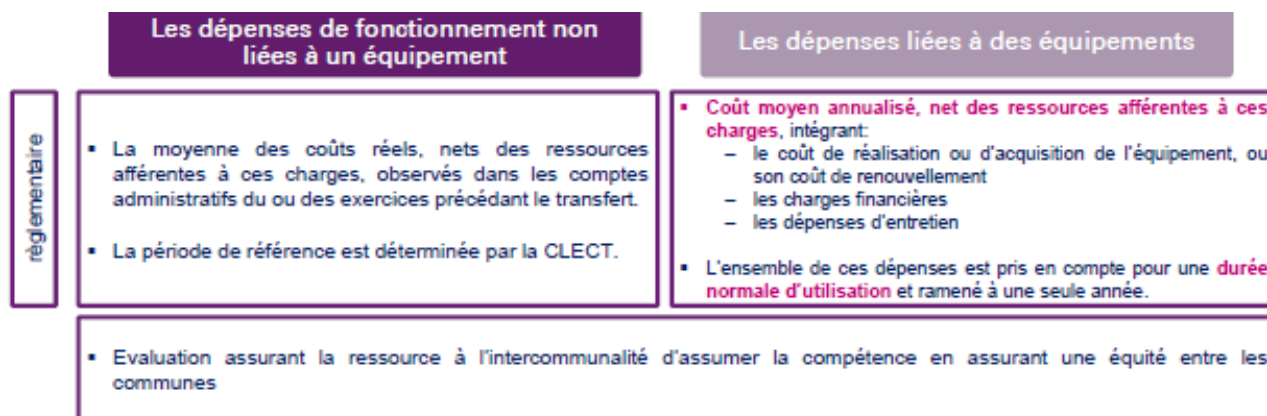 Les dépenses de fonctionnement non
liées à un équipement
Les dépenses liées à des équipements
règlementaire
▪ La moyenne des coûts réels, nets des ressources
afférentes à ces charges, observés dans les comptes
administratifs du ou des exercices précédant le transfert.
▪ La période de référence est déterminée par la CLECT.
▪ Coût moyen annualisé, net des ressources afférentes à ces
charges, intégrant:
– le coût de réalisation ou d'acquisition de l'équipement, ou
son coût de renouvellement
– les charges financières
– les dépenses d'entretien
▪ L'ensemble de ces dépenses est pris en compte pour une durée
normale d'utilisation et ramené à une seule année.
▪ Evaluation assurant la ressource à l'intercommunalité d'assumer la compétence en assurant une équité entre les
communes